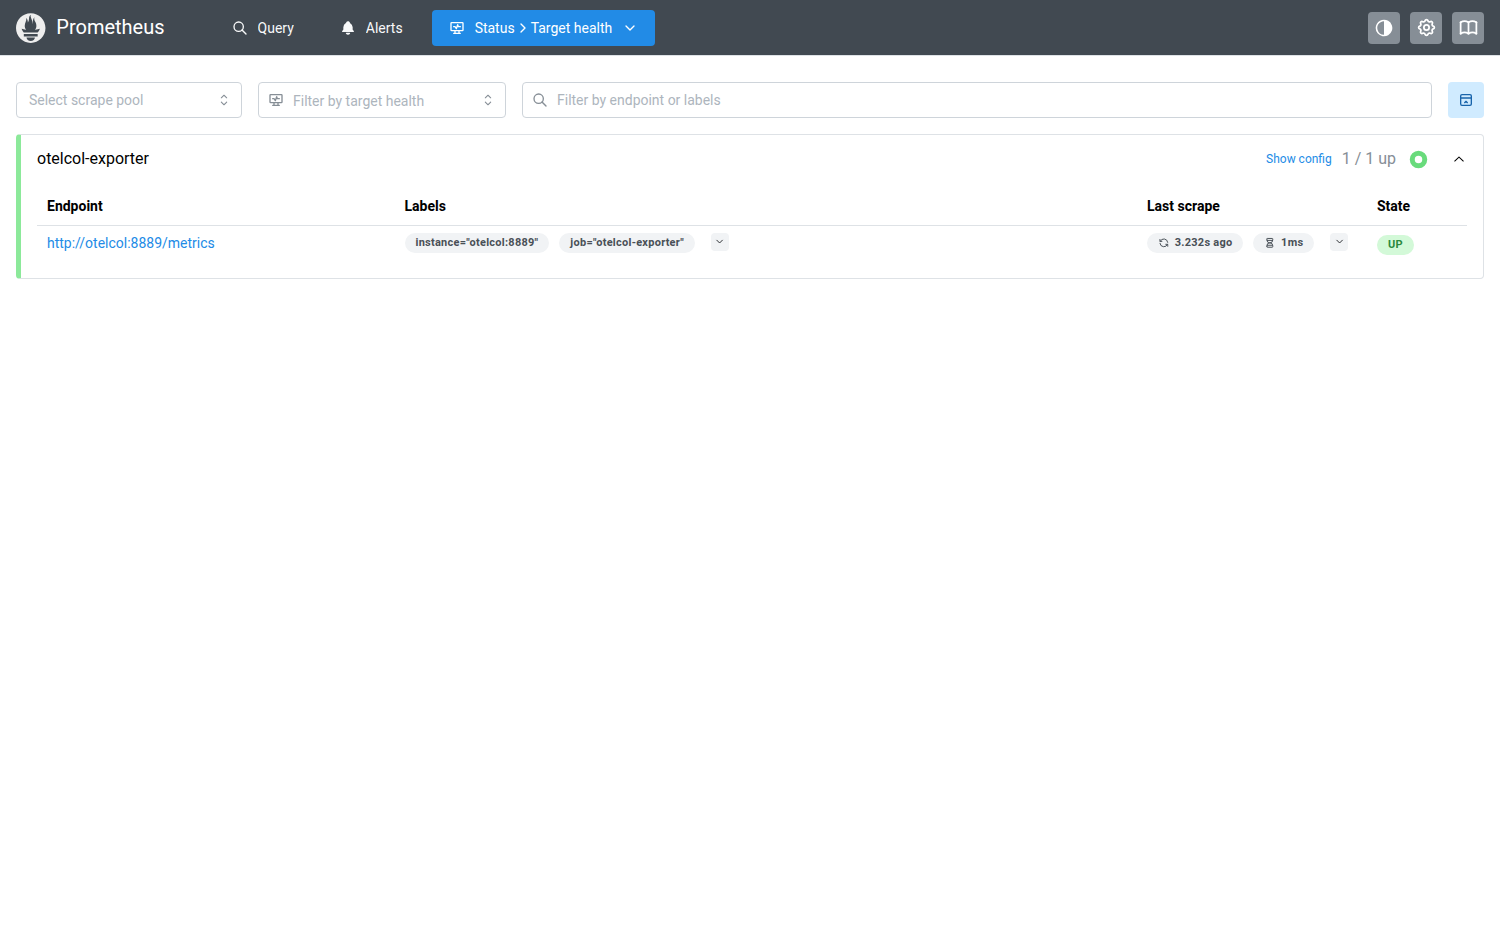 Prometheus Query Alerts Status > Target health
Select scrape pool Filter by target health Filter by endpoint or labels
otelcol-exporter Show config 1 / 1 up
Endpoint Labels Last scrape State
http://otelcol:8889/metrics instance="otelcol:8889" job="otelcol-exporter" 3.232s ago 1ms UP